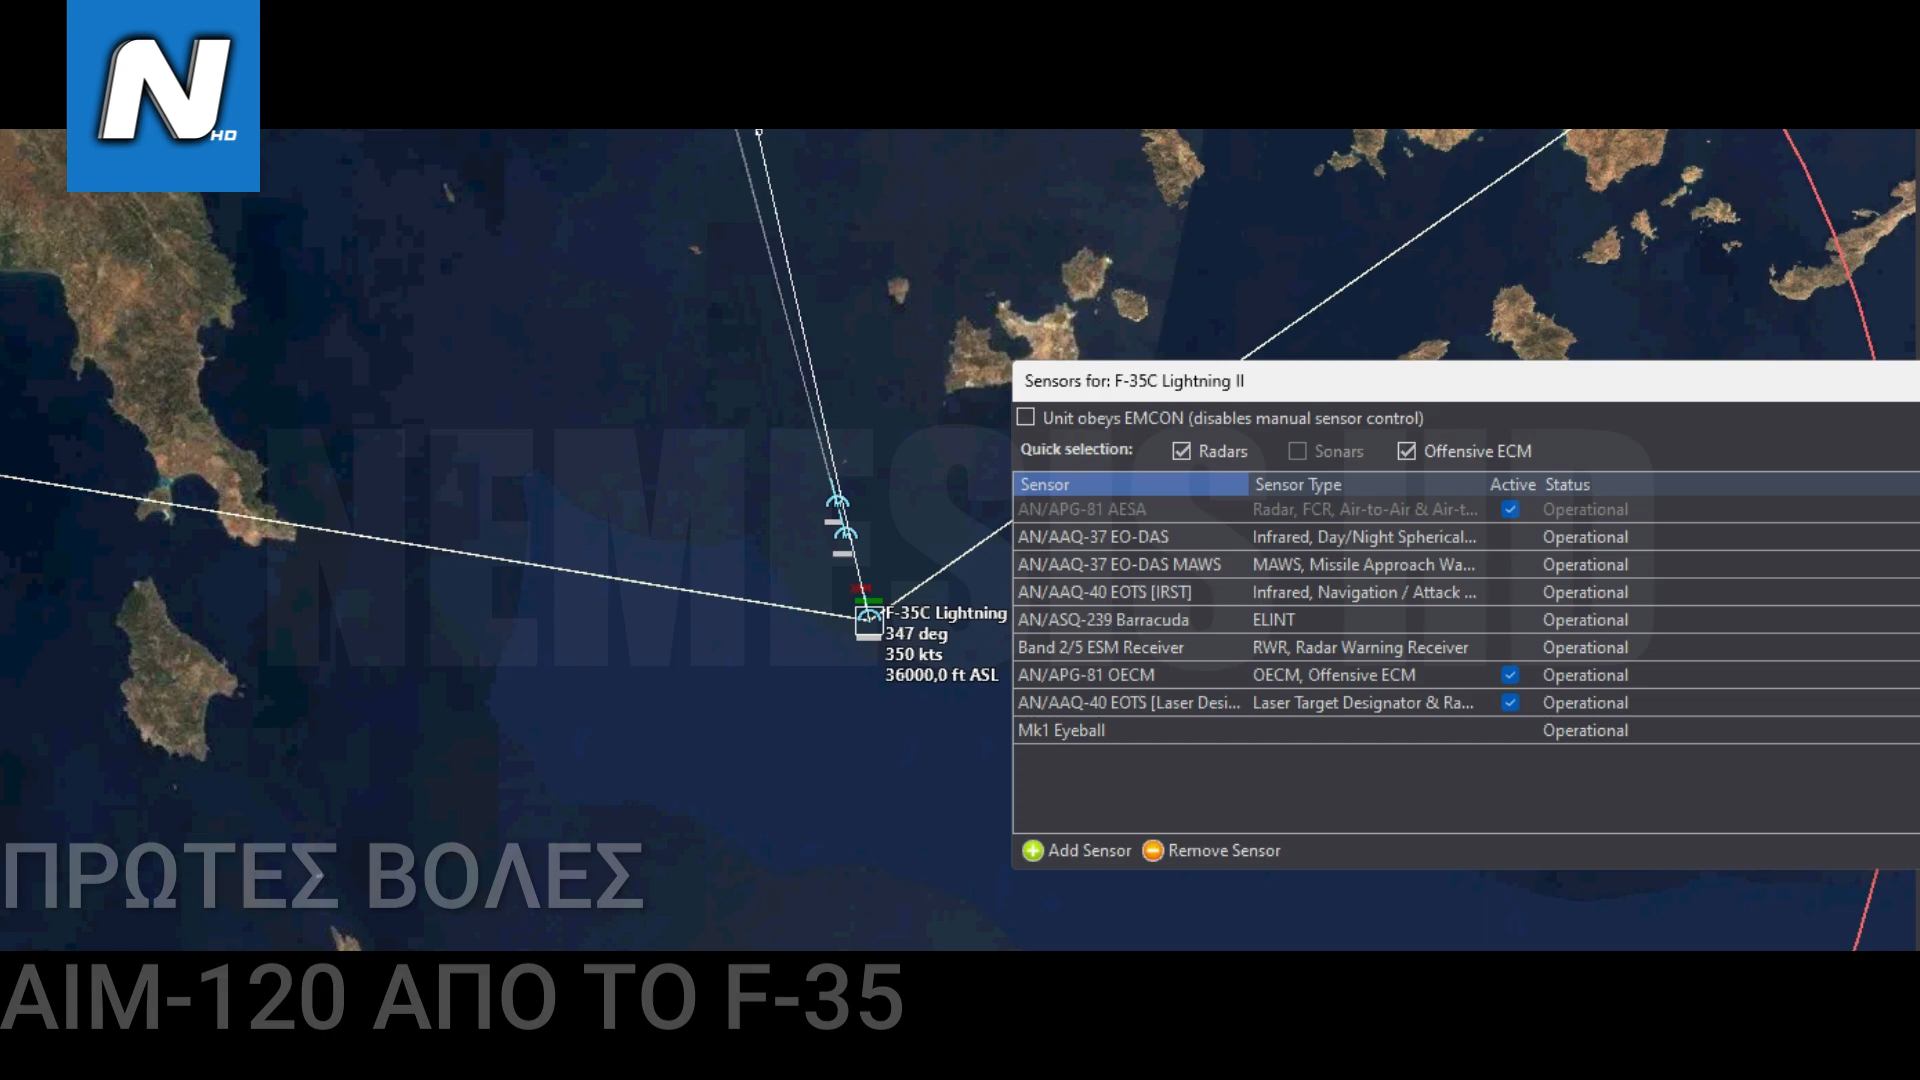 N
HD
NEMESIS HD
F-35C Lightning
347 deg
350 kts
36000,0 ft ASL
Sensors for: F-35C Lightning II
Unit obeys EMCON (disables manual sensor control)
Quick selection: Radars Sonars Offensive ECM
Sensor Sensor Type Active Status
AN/APG-81 AESA Radar, FCR, Air-to-Air & Air-t... Operational
AN/AAQ-37 EO-DAS Infrared, Day/Night Spherical... Operational
AN/AAQ-37 EO-DAS MAWS MAWS, Missile Approach Wa... Operational
AN/AAQ-40 EOTS [IRST] Infrared, Navigation / Attack ... Operational
AN/ASQ-239 Barracuda ELINT Operational
Band 2/5 ESM Receiver RWR, Radar Warning Receiver Operational
AN/APG-81 OECM OECM, Offensive ECM Operational
AN/AAQ-40 EOTS [Laser Desi... Laser Target Designator & Ra... Operational
Mk1 Eyeball Operational
Add Sensor Remove Sensor
ΠΡΩΤΕΣ ΒΟΛΕΣ
AIM-120 ΑΠΟ ΤΟ F-35